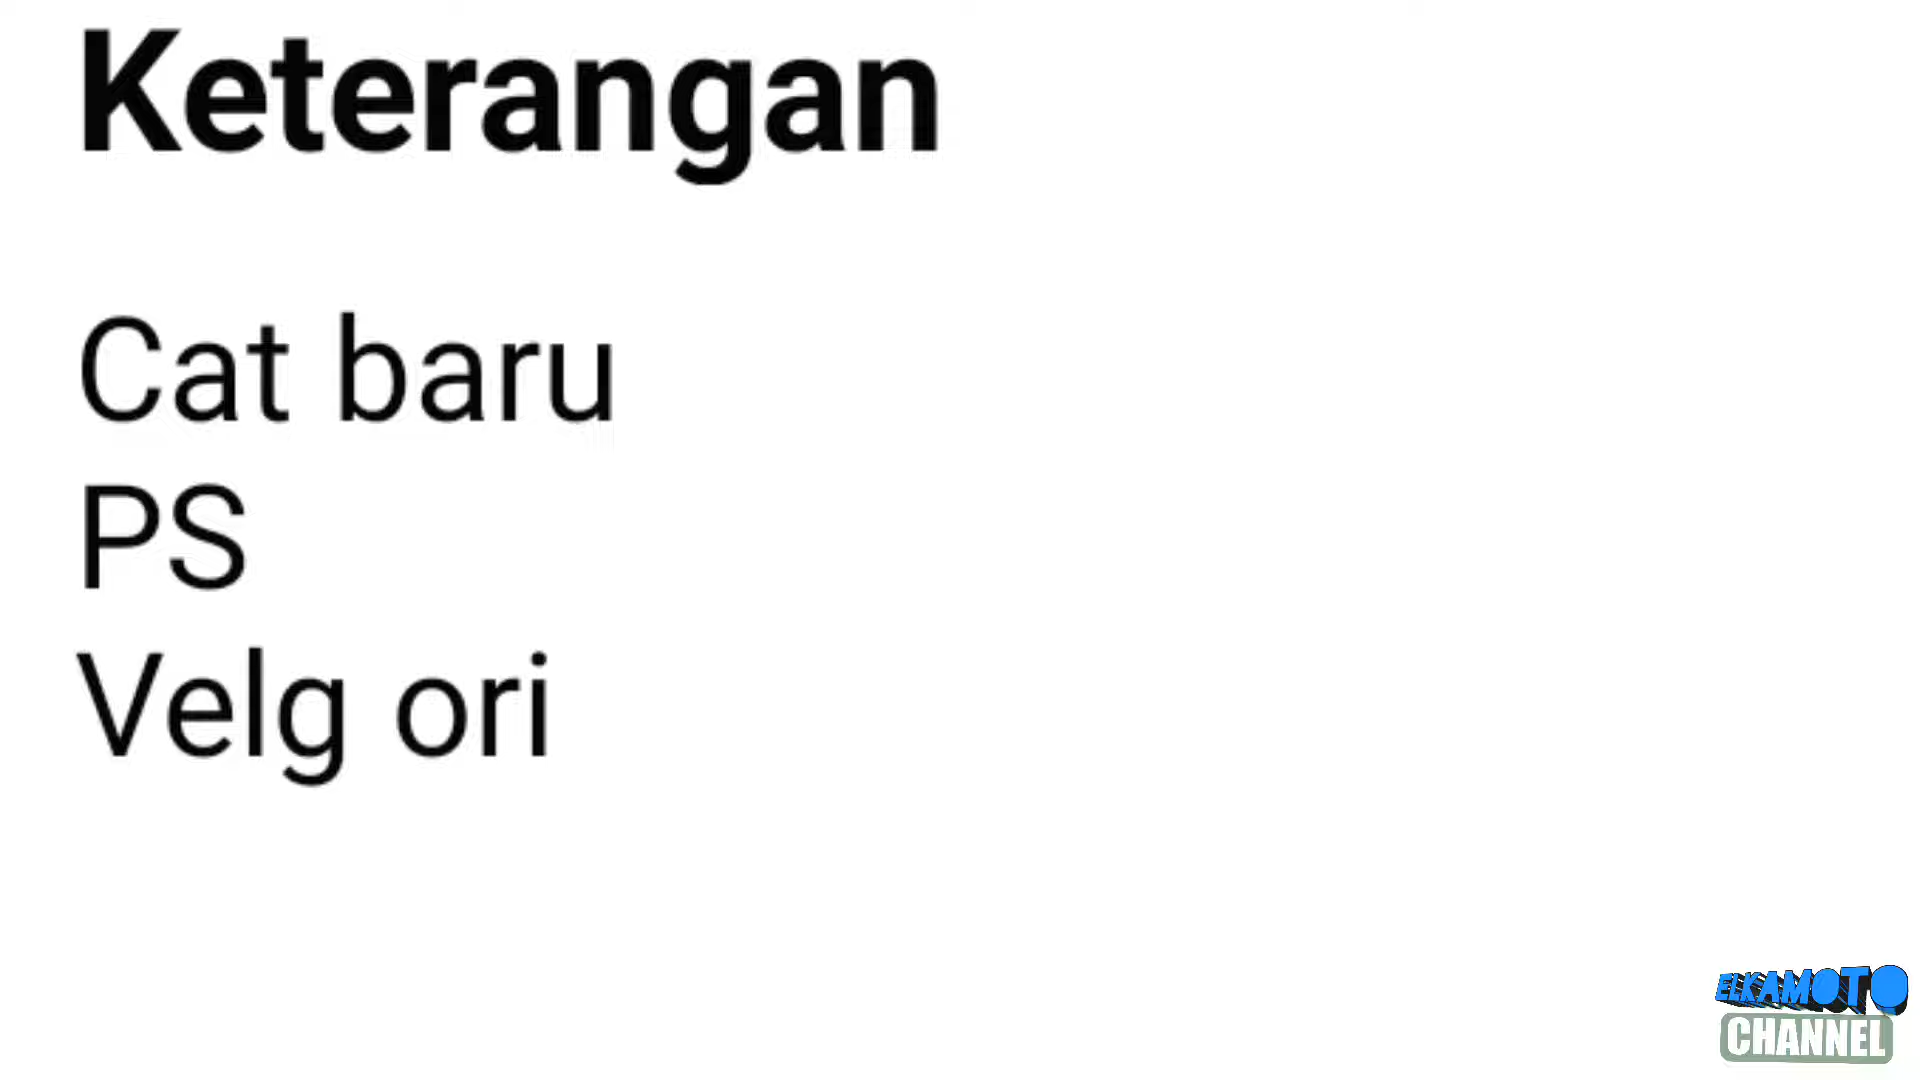 Keterangan
Cat baru
PS
Velg ori
ELKAMOTO
CHANNEL